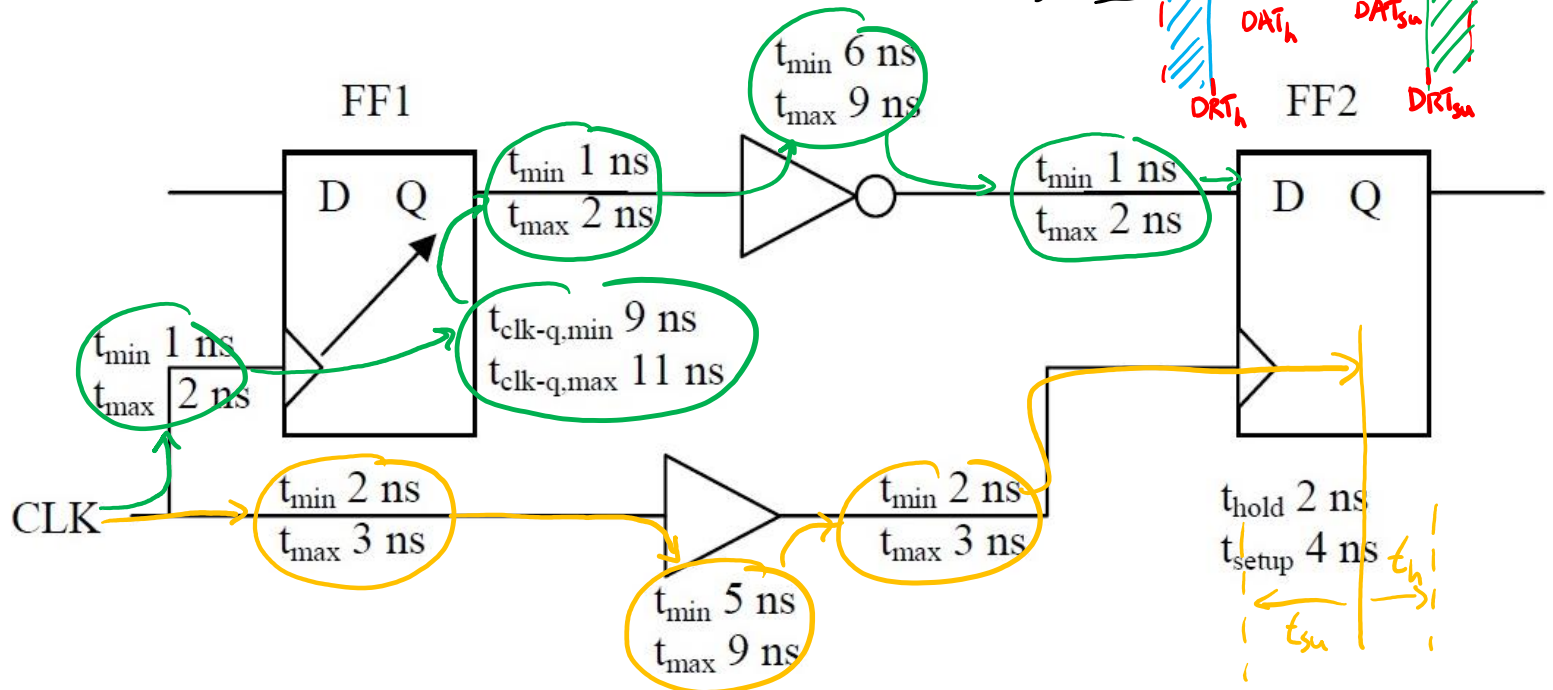 DAT_h
DAT_su
t_min 6 ns
t_max 9 ns
DRT_h
DRT_su
FF1
FF2
D Q
t_min 1 ns
t_max 2 ns
t_min 1 ns
t_max 2 ns
D Q
t_min 1 ns
t_max 2 ns
t_clk-q,min 9 ns
t_clk-q,max 11 ns
CLK
t_min 2 ns
t_max 3 ns
t_min 5 ns
t_max 9 ns
t_min 2 ns
t_max 3 ns
t_hold 2 ns
t_setup 4 ns
t_h
t_su